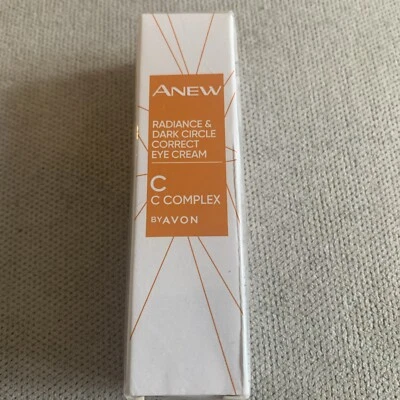 ANEW
RADIANCE &
DARK CIRCLE
CORRECT
EYE CREAM
C
C COMPLEX
BY AVON